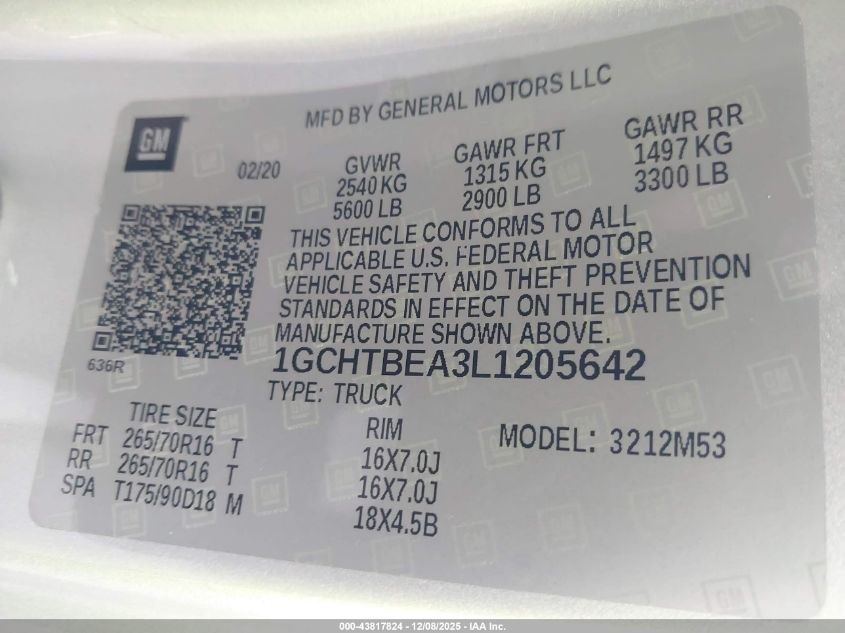 GM
MFD BY GENERAL MOTORS LLC
02/20
GVWR
2540 KG
5600 LB
GAWR FRT
1315 KG
2900 LB
GAWR RR
1497 KG
3300 LB
THIS VEHICLE CONFORMS TO ALL
APPLICABLE U.S. FEDERAL MOTOR
VEHICLE SAFETY AND THEFT PREVENTION
STANDARDS IN EFFECT ON THE DATE OF
MANUFACTURE SHOWN ABOVE.
636R
1GCHTBEA3L1205642
TYPE: TRUCK
TIRE SIZE
RIM
MODEL: 3212M53
FRT 265/70R16 T 16X7.0J
RR 265/70R16 T 16X7.0J
SPA T175/90D18 M 18X4.5B
000-43817824 - 12/08/2025 - IAA Inc.